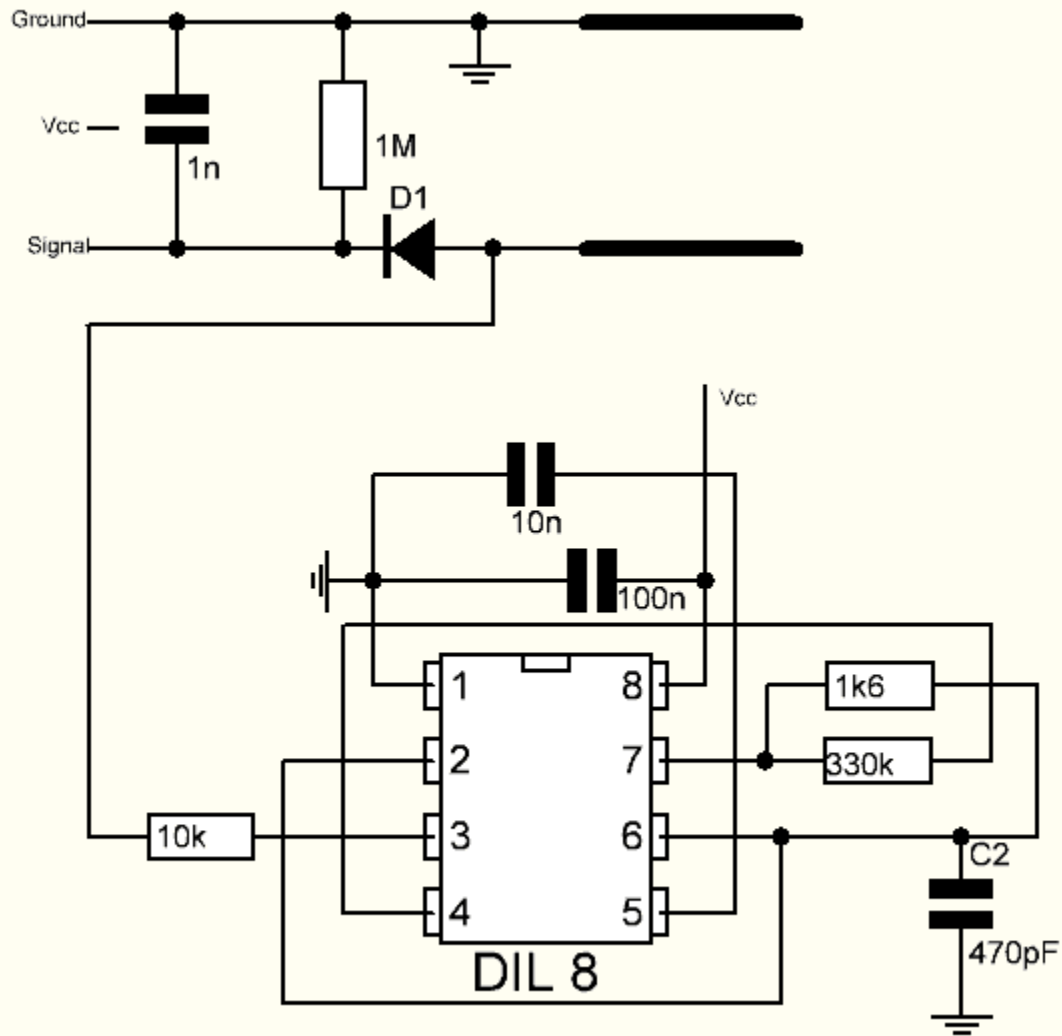 Ground
Vcc
1n
1M
D1
Signal
Vcc
10n
100n
1 8
1k6
2 7
330k
10k
3 6
C2
4 5
470pF
DIL 8